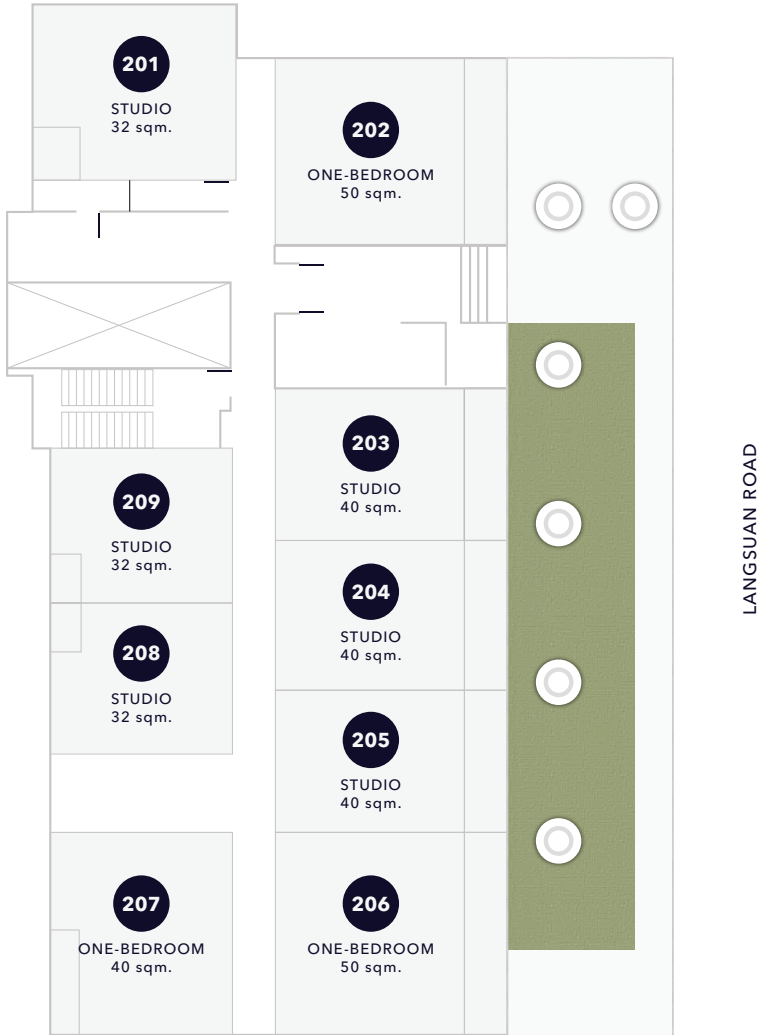 201
STUDIO
32 sqm.
202
ONE-BEDROOM
50 sqm.
203
STUDIO
40 sqm.
209
STUDIO
32 sqm.
204
STUDIO
40 sqm.
208
STUDIO
32 sqm.
205
STUDIO
40 sqm.
207
ONE-BEDROOM
40 sqm.
206
ONE-BEDROOM
50 sqm.
LANGSUAN ROAD